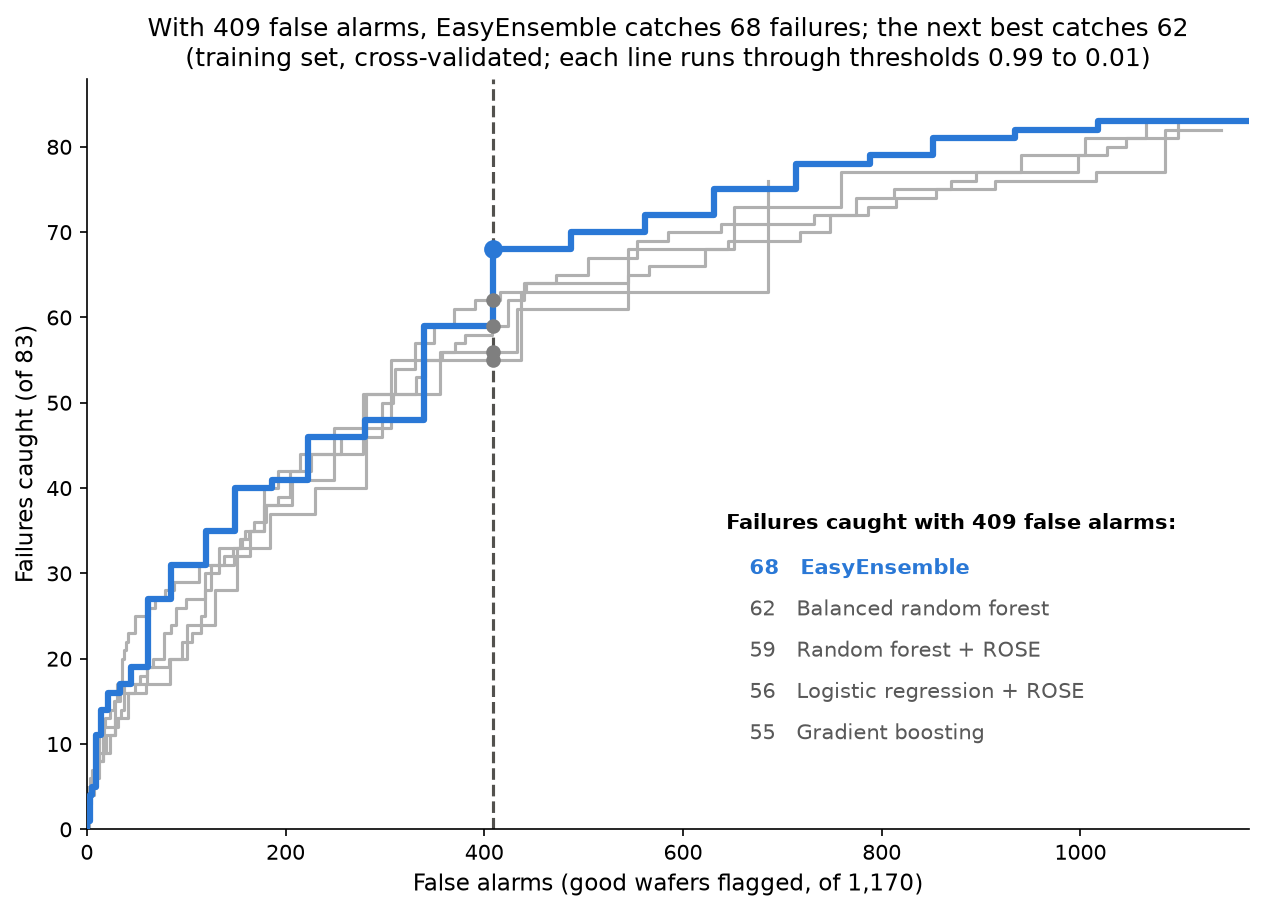 With 409 false alarms, EasyEnsemble catches 68 failures; the next best catches 62
(training set, cross-validated; each line runs through thresholds 0.99 to 0.01)
Failures caught (of 83)
80
70
60
50
40
30
20
10
0
Failures caught with 409 false alarms:
68 EasyEnsemble
62 Balanced random forest
59 Random forest + ROSE
56 Logistic regression + ROSE
55 Gradient boosting
0 200 400 600 800 1000
False alarms (good wafers flagged, of 1,170)